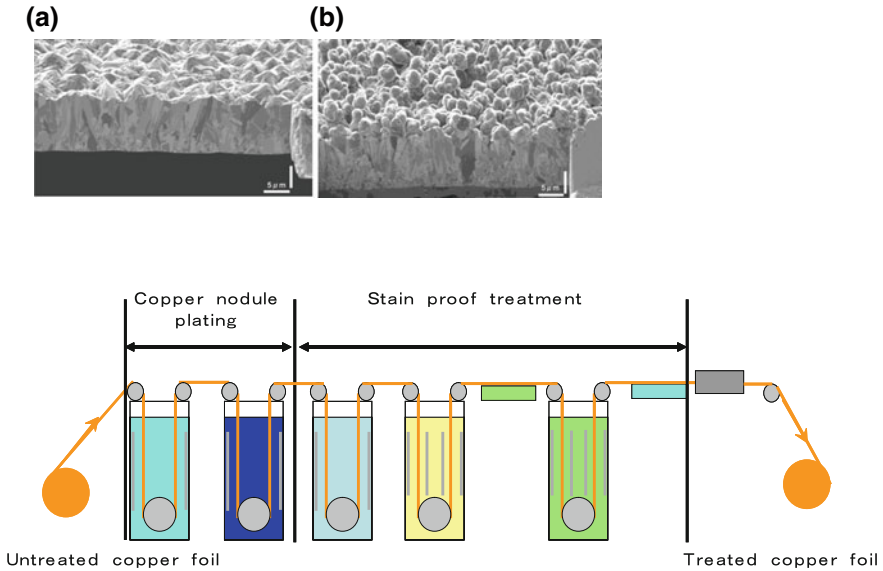 (a)
(b)
5μm
5μm
Copper nodule
plating
Stain proof treatment
Untreated copper foil
Treated copper foil